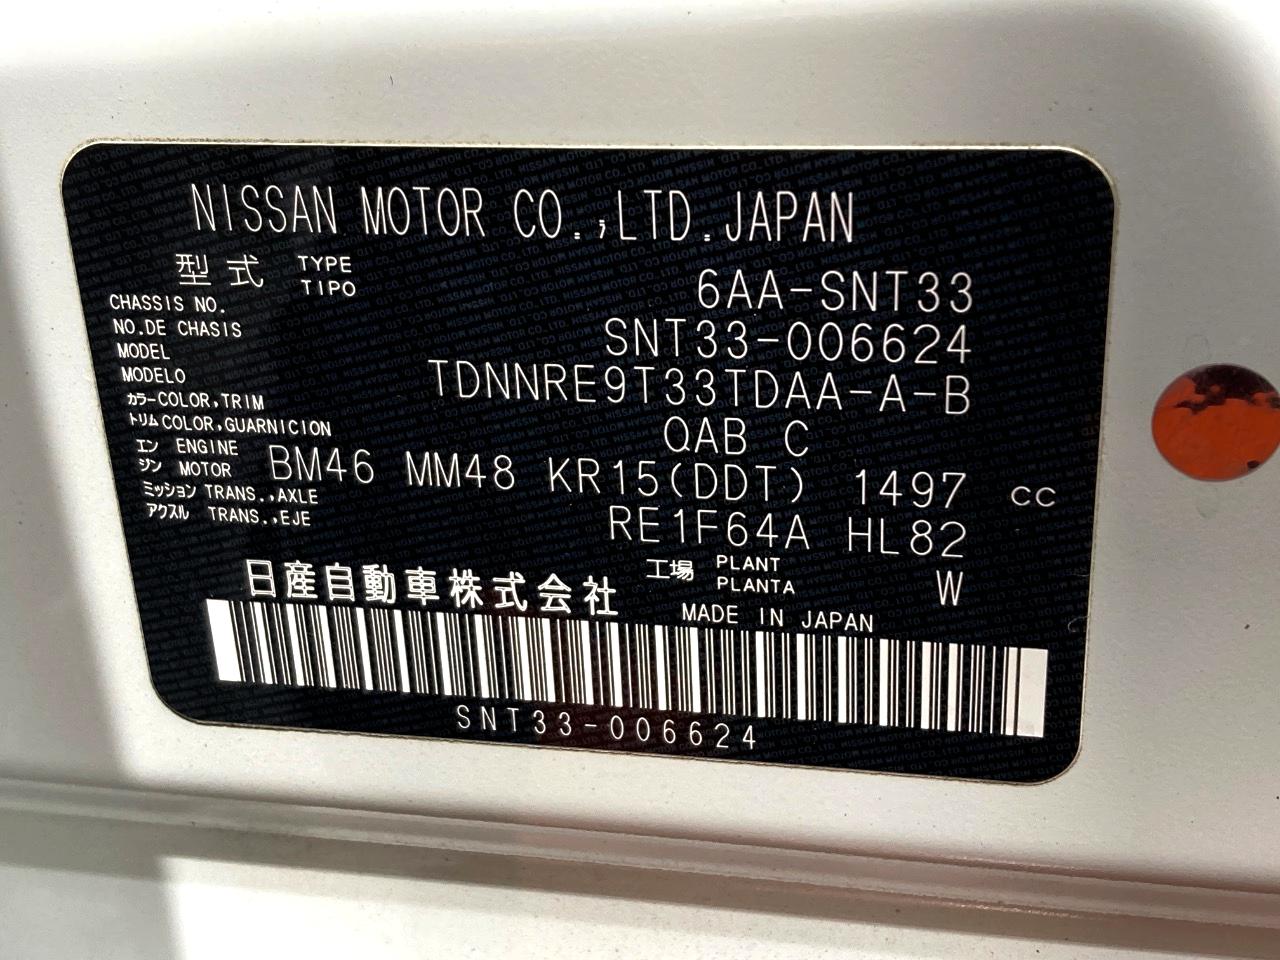 NISSAN MOTOR CO.,LTD.JAPAN
型式 TYPE 6AA-SNT33
TIPO
CHASSIS NO. SNT33-006624
NO.DE CHASIS
MODEL TDNNRE9T33TDAA-A-B
MODELO
カラーCOLOR,TRIM QAB C
トリムCOLOR,GUARNICION
エン ENGINE BM46 MM48 KR15(DDT) 1497 CC
ジン MOTOR
ミッション TRANS.,AXLE RE1F64A HL82
アクスル TRANS.,EJE
工場 PLANT W
PLANTA
日産自動車株式会社 MADE IN JAPAN
SNT33-006624